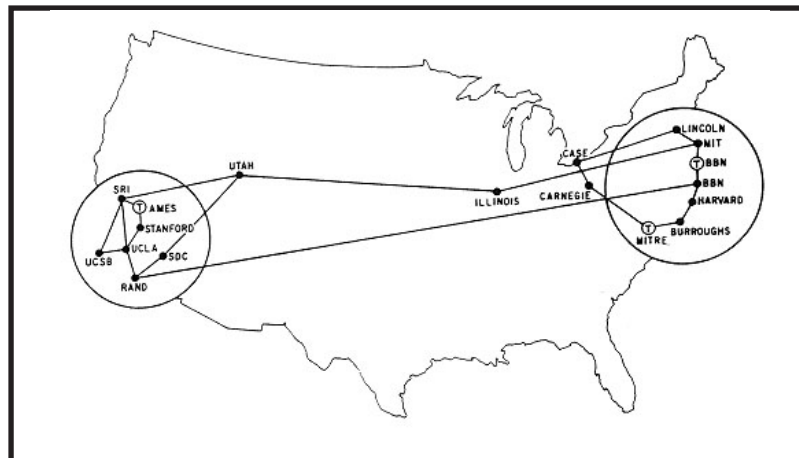 LINCOLN
MIT
CASE
T BBN
UTAH
BBN
SRI
ILLINOIS
CARNEGIE
HARVARD
T AMES
STANFORD
BURROUGHS
T
MITRE
UCLA
SDC
UCSB
RAND